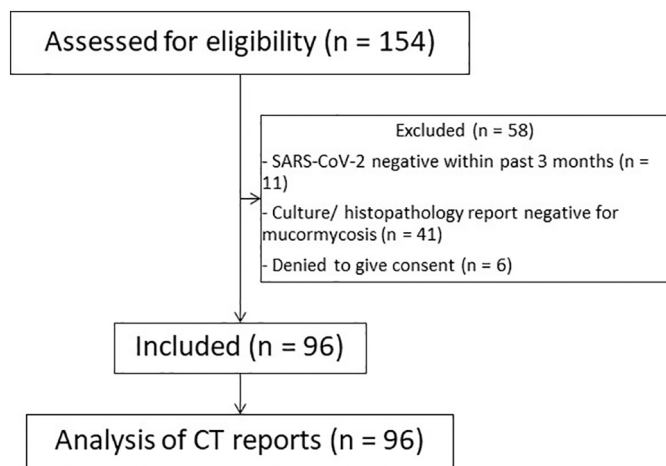 Assessed for eligibility (n = 154)
Excluded (n = 58)
- SARS-CoV-2 negative within past 3 months (n =
11)
- Culture/ histopathology report negative for
mucormycosis (n = 41)
- Denied to give consent (n = 6)
Included (n = 96)
Analysis of CT reports (n = 96)